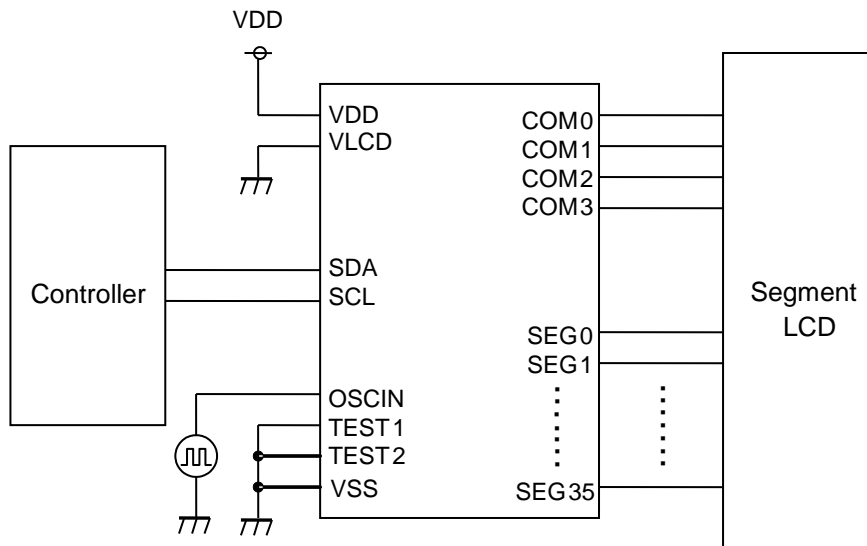 VDD
VDD
VLCD
COM0
COM1
COM2
COM3
Controller
SDA
SCL
Segment
LCD
SEG0
SEG1
OSCIN
TEST1
TEST2
VSS
SEG35